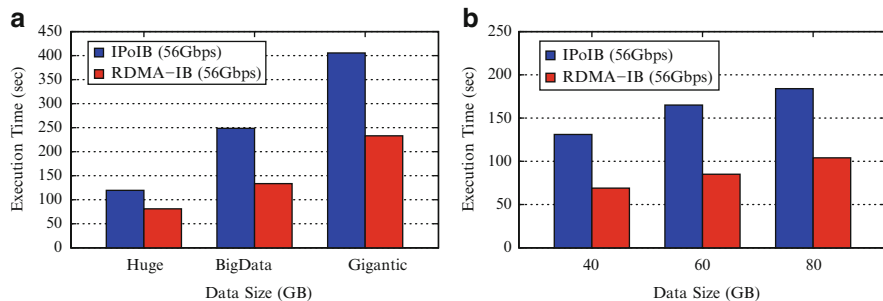 a
450
400
350
300
250
200
150
100
50
0
Execution Time (sec)
IPoIB (56Gbps)
RDMA−IB (56Gbps)
Huge
BigData
Gigantic
Data Size (GB)
b
250
200
150
100
50
0
Execution Time (sec)
IPoIB (56Gbps)
RDMA−IB (56Gbps)
40
60
80
Data Size (GB)